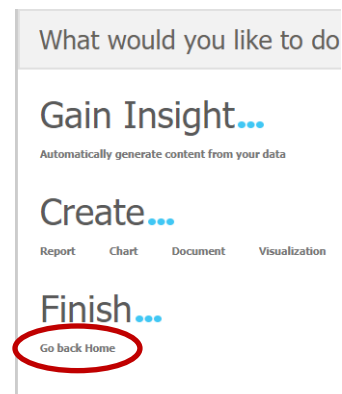 What would you like to do
Gain Insight...
Automatically generate content from your data
Create...
Report Chart Document Visualization
Finish...
Go back Home